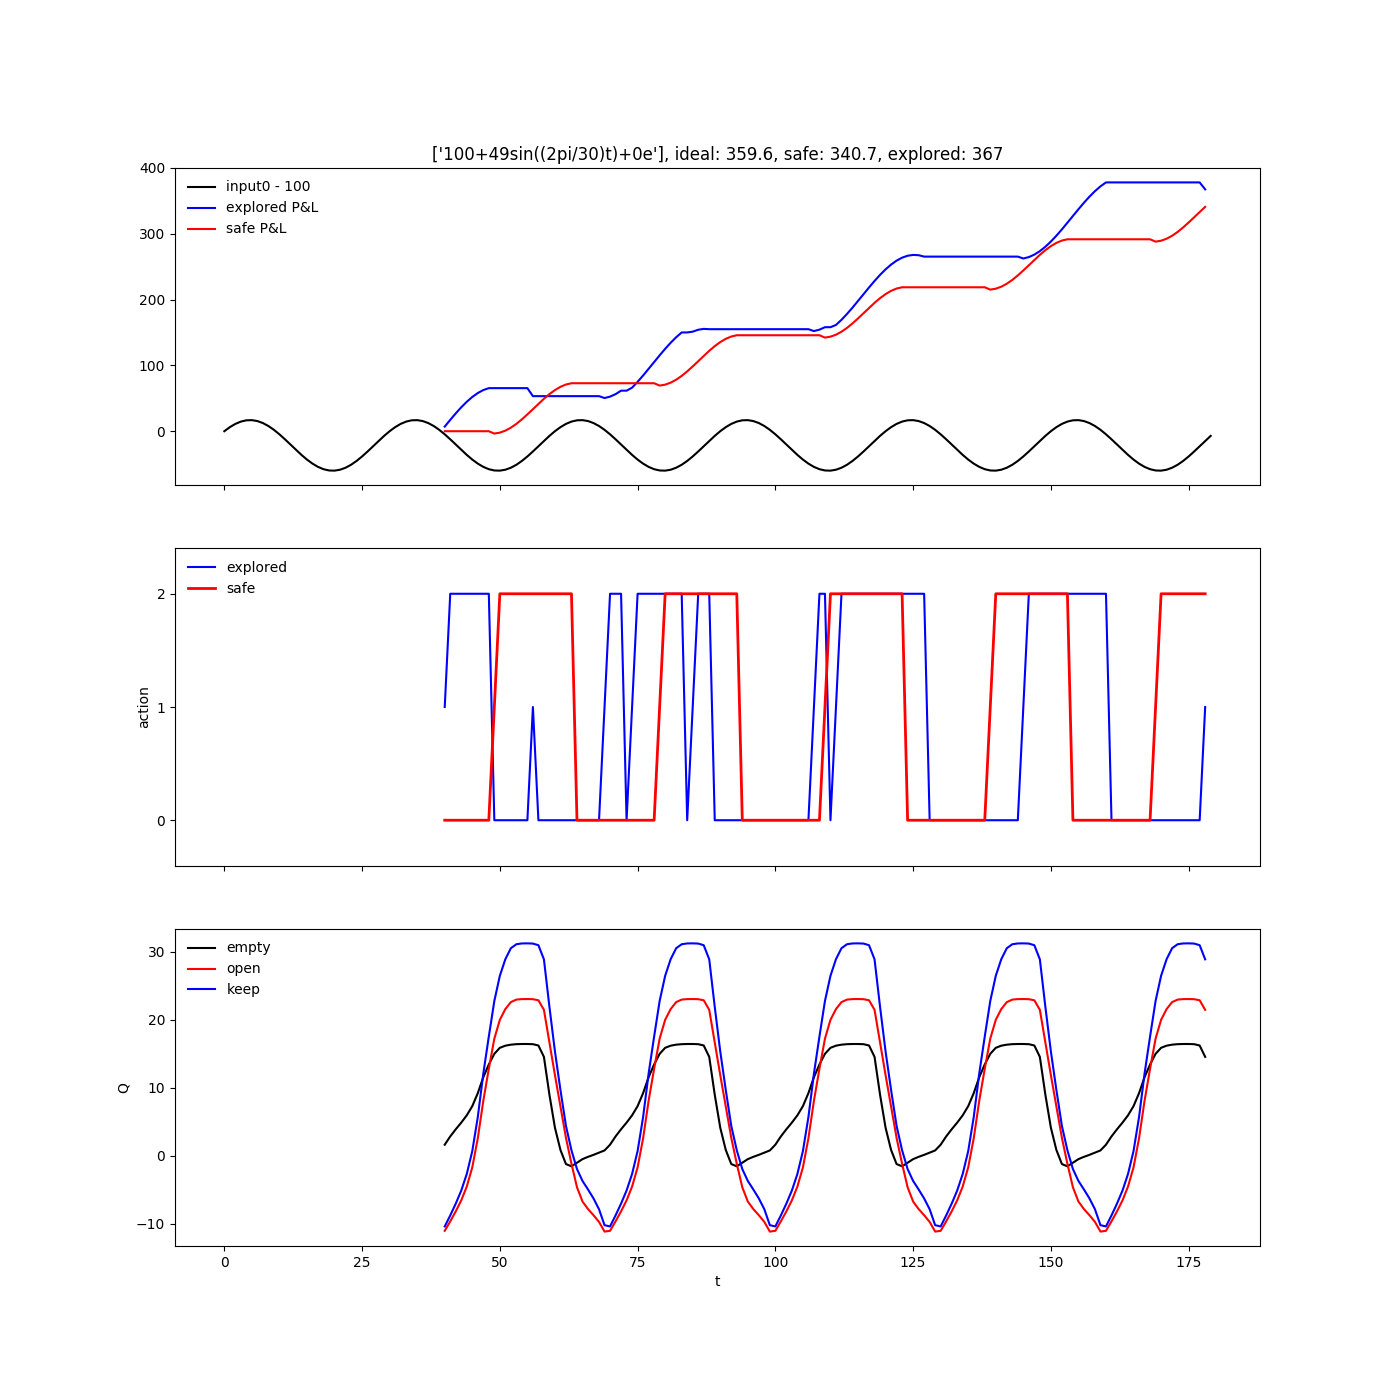 ['100+49sin((2pi/30)t)+0e'], ideal: 359.6, safe: 340.7, explored: 367
400
300
200
100
0
input0 - 100
explored P&L
safe P&L
action
2
1
0
explored
safe
Q
30
20
10
0
−10
empty
open
keep
0 25 50 75 100 125 150 175
t